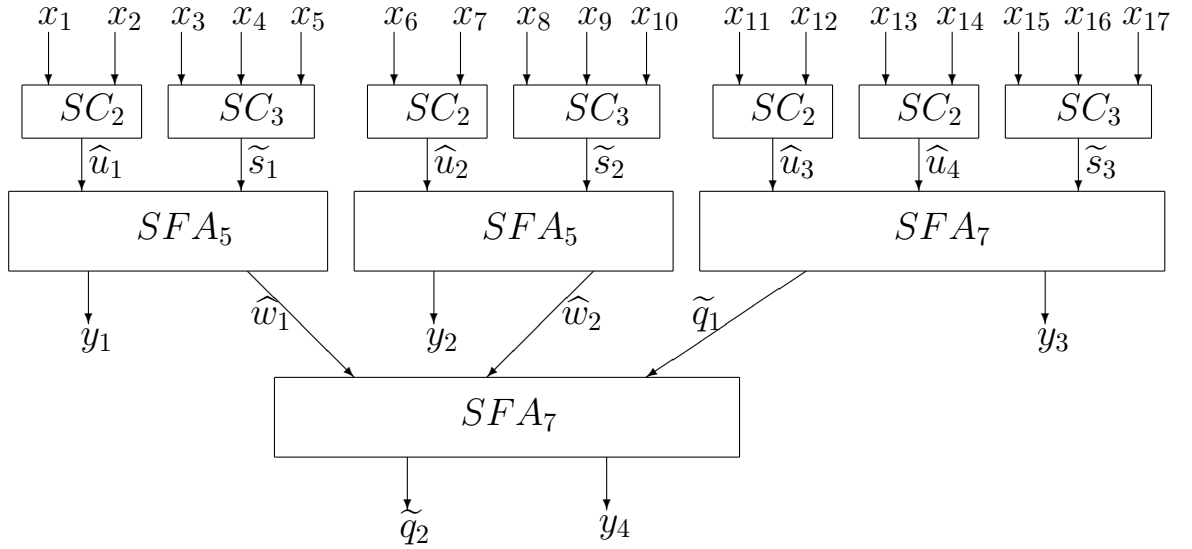 x₁ x₂ x₃ x₄ x₅ x₆ x₇ x₈ x₉ x₁₀ x₁₁ x₁₂ x₁₃ x₁₄ x₁₅ x₁₆ x₁₇
SC₂ SC₃ SC₂ SC₃ SC₂ SC₂ SC₃
û₁ s̃₁ û₂ s̃₂ û₃ û₄ s̃₃
SFA₅ SFA₅ SFA₇
ŵ₁ ŵ₂ q̃₁
y₁ y₂ y₃
SFA₇
q̃₂ y₄